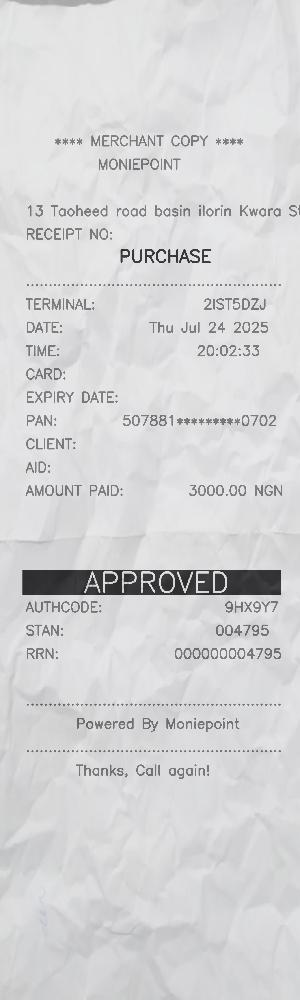 **** MERCHANT COPY ****
MONIEPOINT
13 Taoheed road basin ilorin Kwara St
RECEIPT NO:
PURCHASE
TERMINAL: 2IST5DZJ
DATE: Thu Jul 24 2025
TIME: 20:02:33
CARD:
EXPIRY DATE:
PAN: 507881*********0702
CLIENT:
AID:
AMOUNT PAID: 3000.00 NGN
APPROVED
AUTHCODE: 9HX9Y7
STAN: 004795
RRN: 000000004795
Powered By Moniepoint
Thanks, Call again!